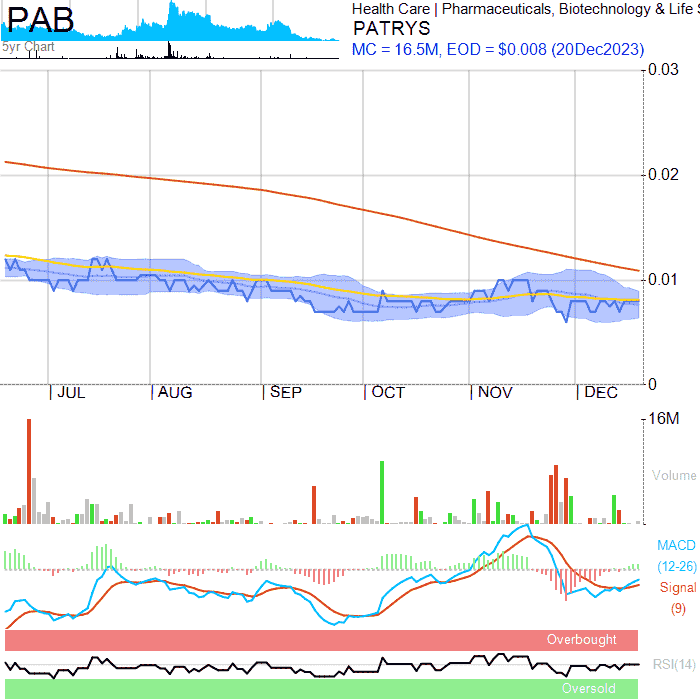 PAB
5yr Chart
Health Care | Pharmaceuticals, Biotechnology & Life S
PATRYS
MC = 16.5M, EOD = $0.008 (20Dec2023)
0.03
0.02
0.01
0
JUL
AUG
SEP
OCT
NOV
DEC
16M
Volume
MACD
(12-26)
Signal
(9)
Overbought
RSI(14)
Oversold